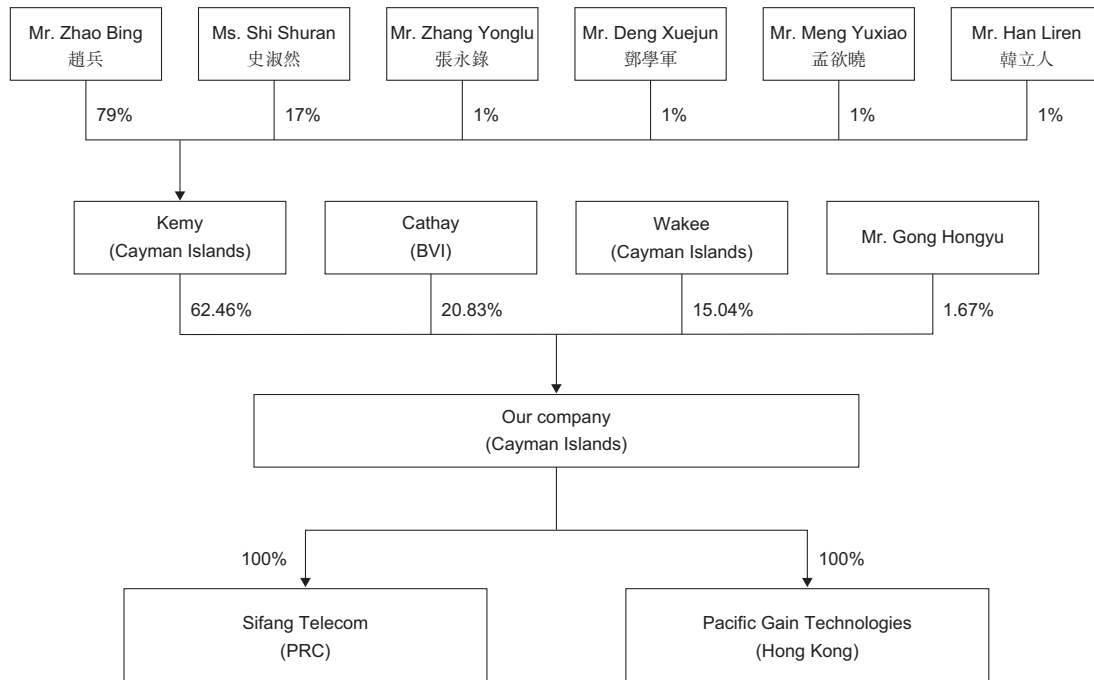 Mr. Zhao Bing
趙兵
Ms. Shi Shuran
史淑然
Mr. Zhang Yonglu
張永錄
Mr. Deng Xuejun
鄧學軍
Mr. Meng Yuxiao
孟欲曉
Mr. Han Liren
韓立人
79%
17%
1%
1%
1%
1%
Kemy
(Cayman Islands)
Cathay
(BVI)
Wakee
(Cayman Islands)
Mr. Gong Hongyu
62.46%
20.83%
15.04%
1.67%
Our company
(Cayman Islands)
100%
100%
Sifang Telecom
(PRC)
Pacific Gain Technologies
(Hong Kong)